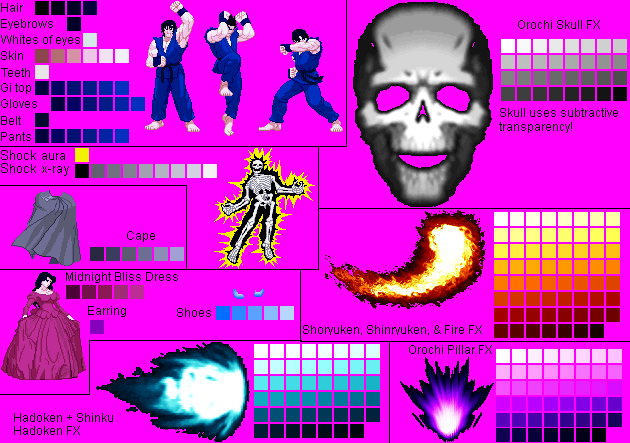 Hair
Eyebrows
Whites of eyes
Skin
Teeth
Gi top
Gloves
Belt
Pants
Orochi Skull FX
Skull uses subtractive
transparency!
Shock aura
Shock x-ray
Cape
Midnight Bliss Dress
Earring
Shoes
Shoryuken, Shinryuken, & Fire FX
Orochi Pillar FX
Hadoken + Shinku
Hadoken FX